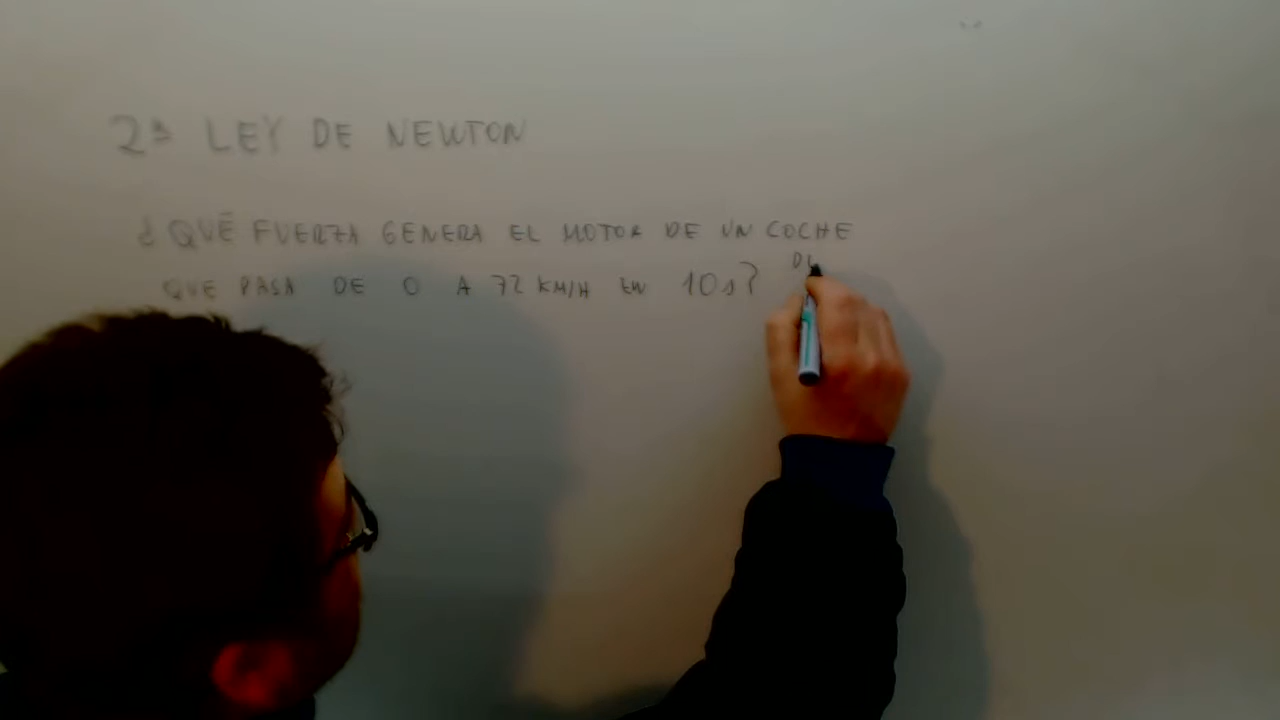 2ª LEY DE NEWTON
¿QUÉ FUERZA GENERA EL MOTOR DE UN COCHE
QUE PASA DE 0 A 72 KM/H EN 10s?